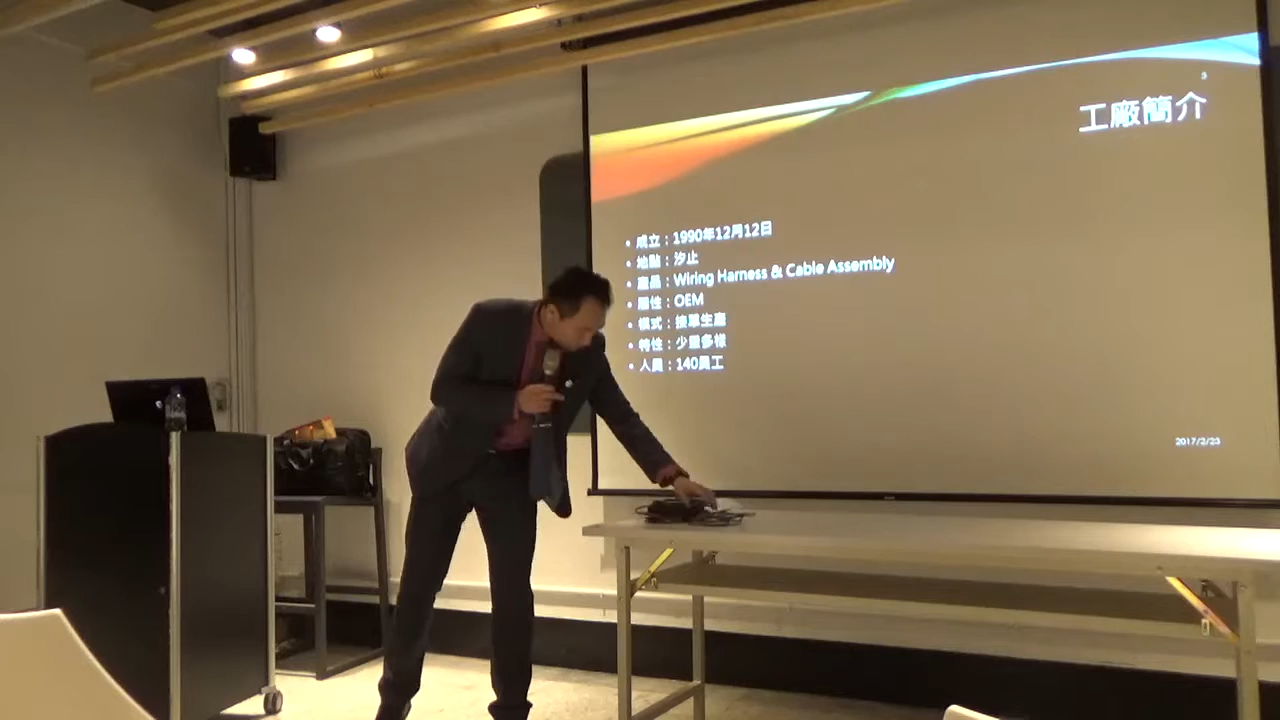 3
工廠簡介
• 成立：1990年12月12日
• 地點：汐止
• 產品：Wiring Harness & Cable Assembly
• 屬性：OEM
• 模式：接單生產
• 特性：少量多樣
• 人員：140員工
2017/2/23